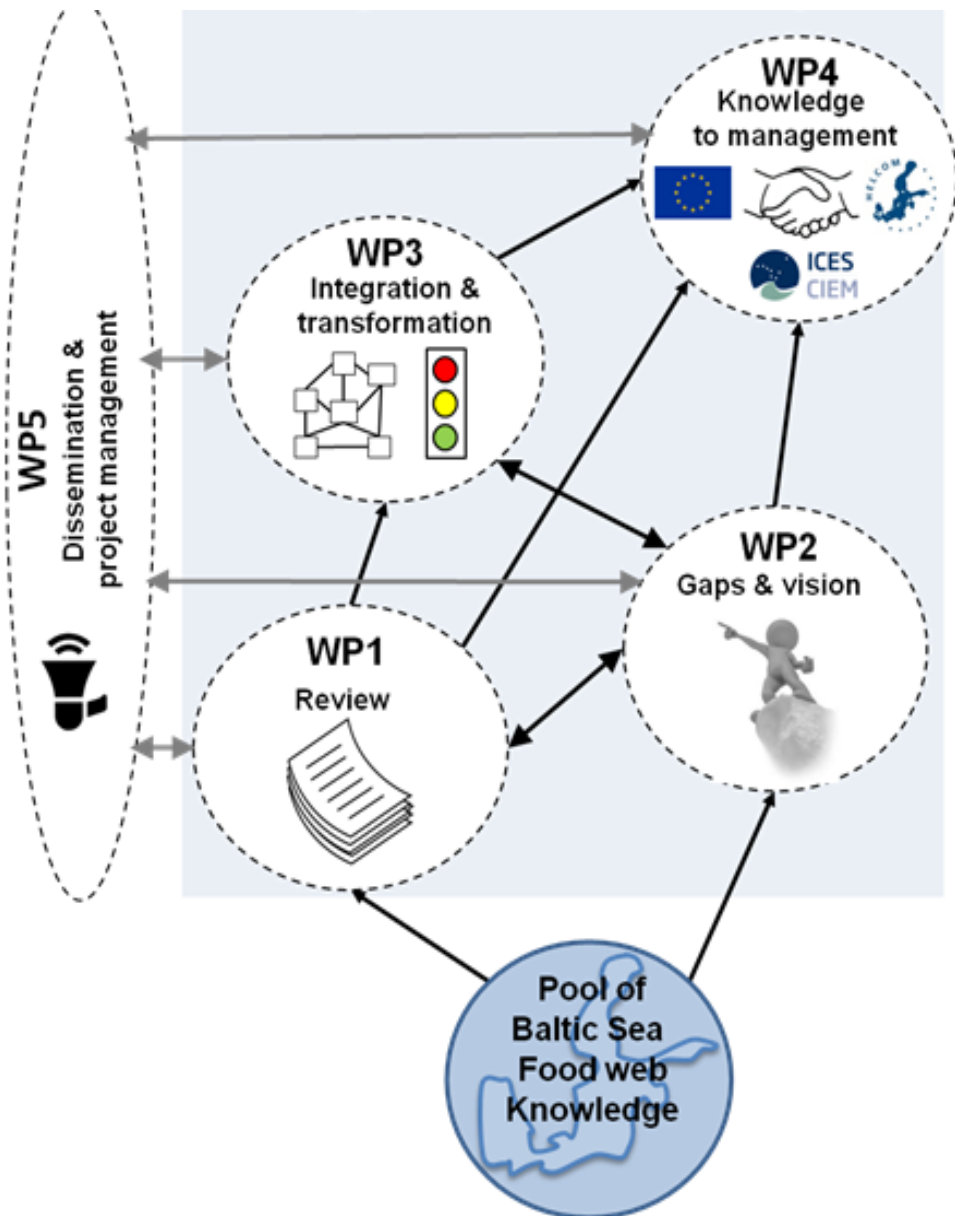 WP4
Knowledge
to management
HELCOM
ICES
CIEM
WP3
Integration &
transformation
WP5
Dissemination &
project management
WP2
Gaps & vision
WP1
Review
Pool of
Baltic Sea
Food web
Knowledge